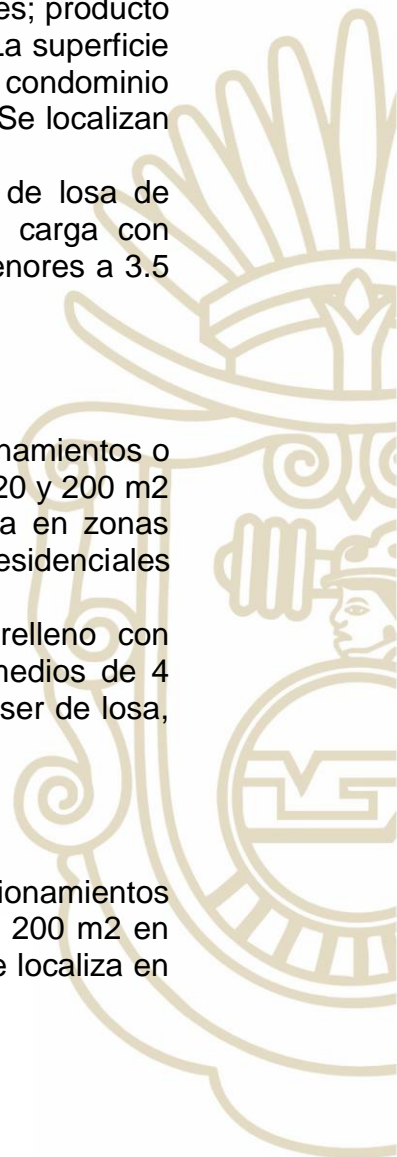 es; producto
La superficie
condominio
Se localizan
de losa de
carga con
enores a 3.5
namientos o
20 y 200 m2
a en zonas
esidenciales
relleno con
medios de 4
ser de losa,
ionamientos
200 m2 en
e localiza en